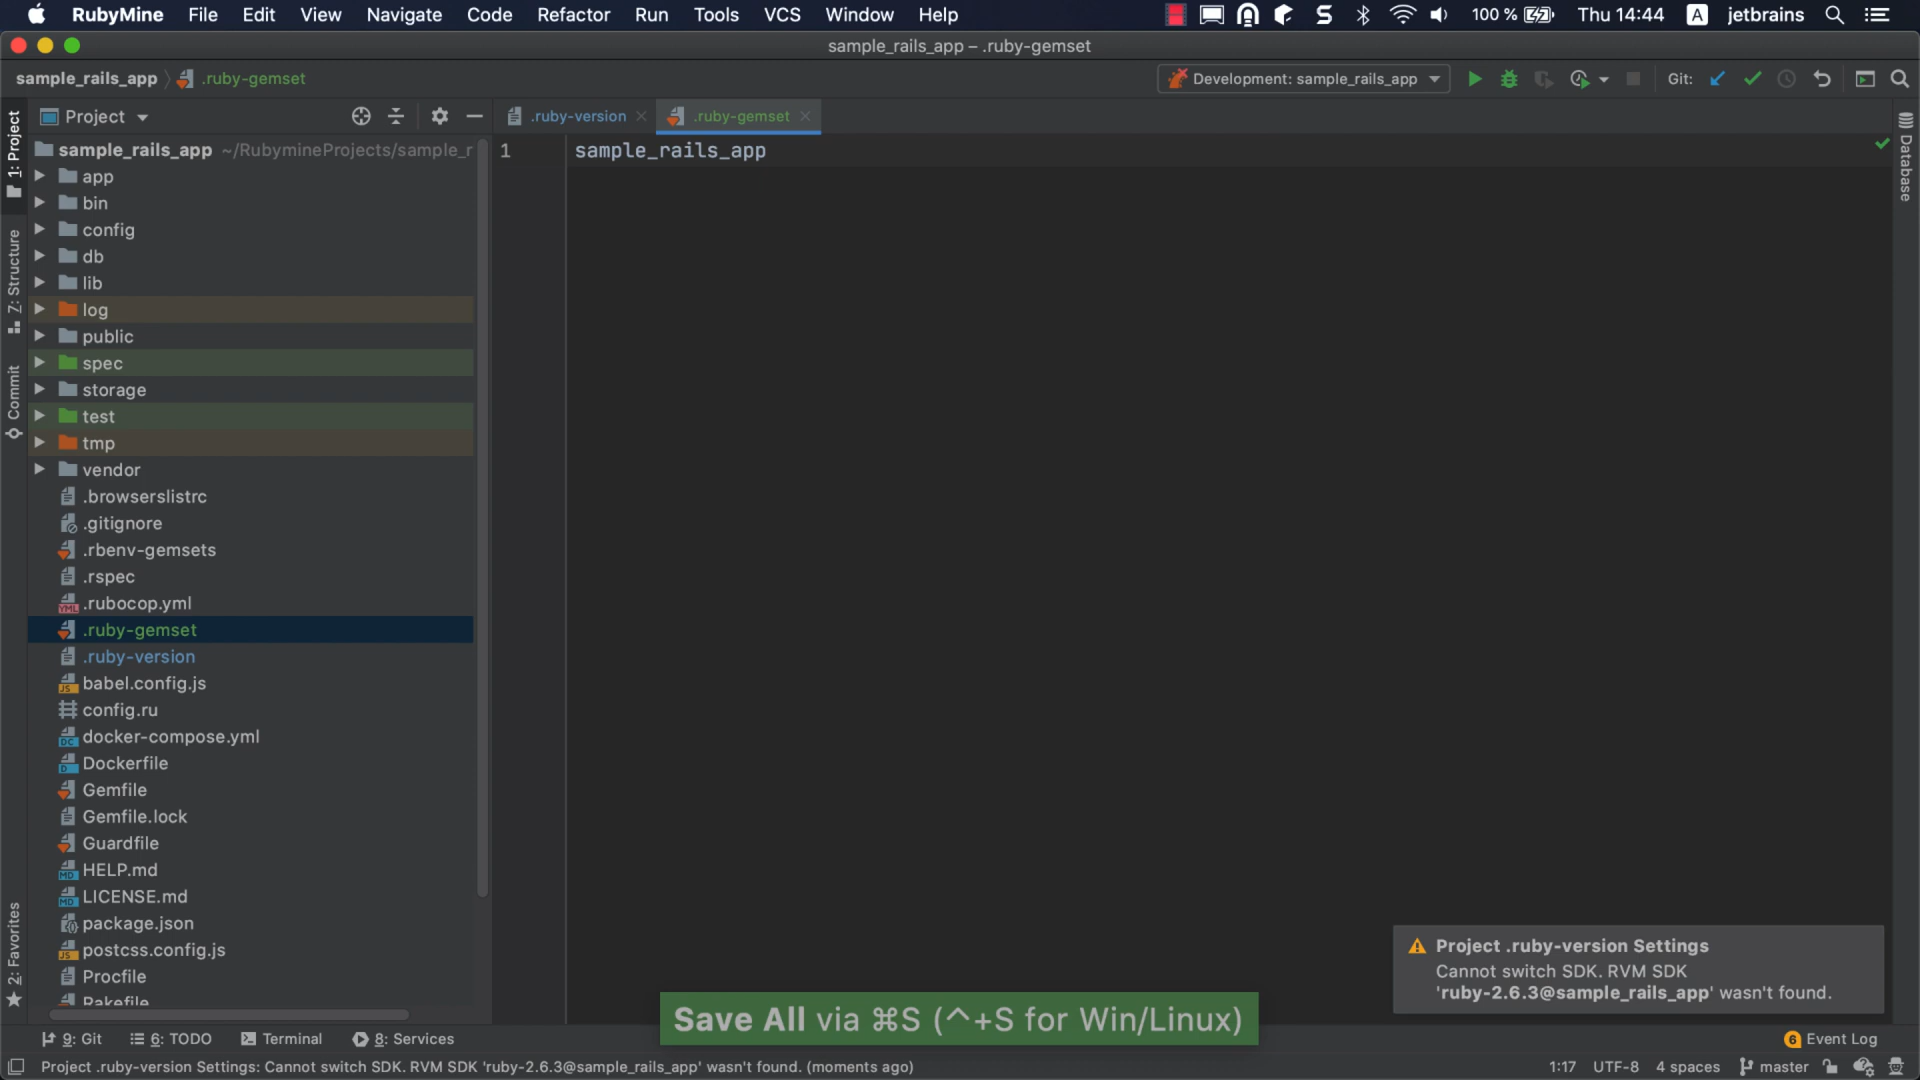 RubyMine File Edit View Navigate Code Refactor Run Tools VCS Window Help 100 % Thu 14:44 A jetbrains
sample_rails_app – .ruby-gemset
sample_rails_app .ruby-gemset Development: sample_rails_app Git:
Project .ruby-version .ruby-gemset
1: Project
Z: Structure
Commit
2: Favorites
Database
sample_rails_app ~/RubymineProjects/sample_r
app
bin
config
db
lib
log
public
spec
storage
test
tmp
vendor
.browserslistrc
.gitignore
.rbenv-gemsets
.rspec
.rubocop.yml
.ruby-gemset
.ruby-version
babel.config.js
config.ru
docker-compose.yml
Dockerfile
Gemfile
Gemfile.lock
Guardfile
HELP.md
LICENSE.md
package.json
postcss.config.js
Procfile
Rakefile
1 sample_rails_app
Project .ruby-version Settings
Cannot switch SDK. RVM SDK
'ruby-2.6.3@sample_rails_app' wasn't found.
Save All via ⌘S (^+S for Win/Linux)
9: Git 6: TODO Terminal 8: Services 6 Event Log
Project .ruby-version Settings: Cannot switch SDK. RVM SDK 'ruby-2.6.3@sample_rails_app' wasn't found. (moments ago) 1:17 UTF-8 4 spaces master